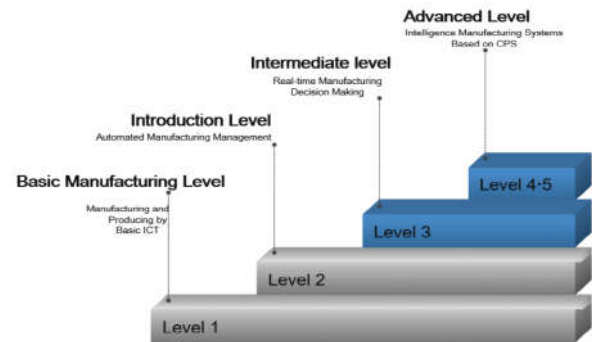 Advanced Level
Intelligence Manufacturing Systems
Based on CPS
Intermediate level
Real-time Manufacturing
Decision Making
Introduction Level
Automated Manufacturing Management
Basic Manufacturing Level
Manufacturing and
Producing by
Basic ICT
Level 4·5
Level 3
Level 2
Level 1